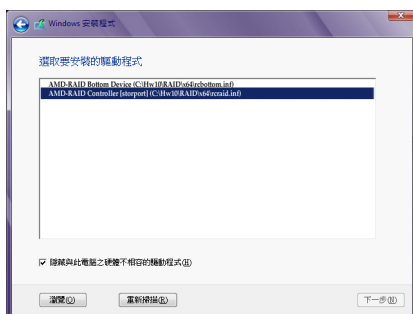 Windows 安裝程式
選取要安裝的驅動程式
AMD-RAID Bottom Device (C:\Hw10\RAID\x64\rcbottom.inf)
AMD-RAID Controller [storport] (C:\Hw10\RAID\x64\rcraid.inf)
隱藏與此電腦之硬體不相容的驅動程式(H)
瀏覽(O) 重新掃描(R) 下一步(N)